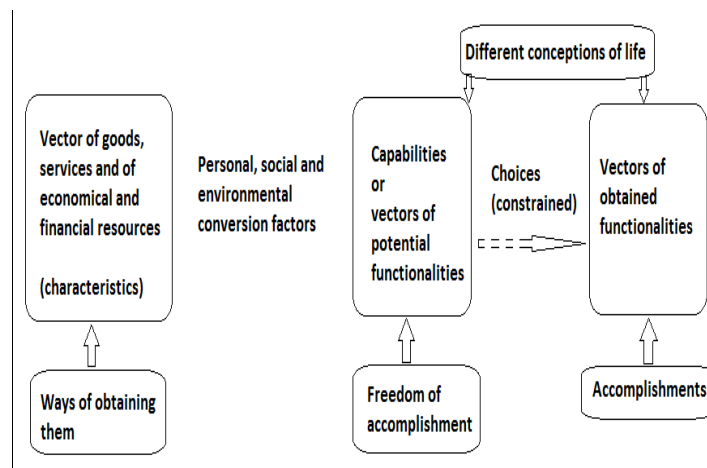 Different conceptions of life
Vector of goods,
services and of
economical and
financial resources
(characteristics)
Personal, social and
environmental
conversion factors
Capabilities
or
vectors of
potential
functionalities
Choices
(constrained)
Vectors of
obtained
functionalities
Ways of obtaining
them
Freedom of
accomplishment
Accomplishments